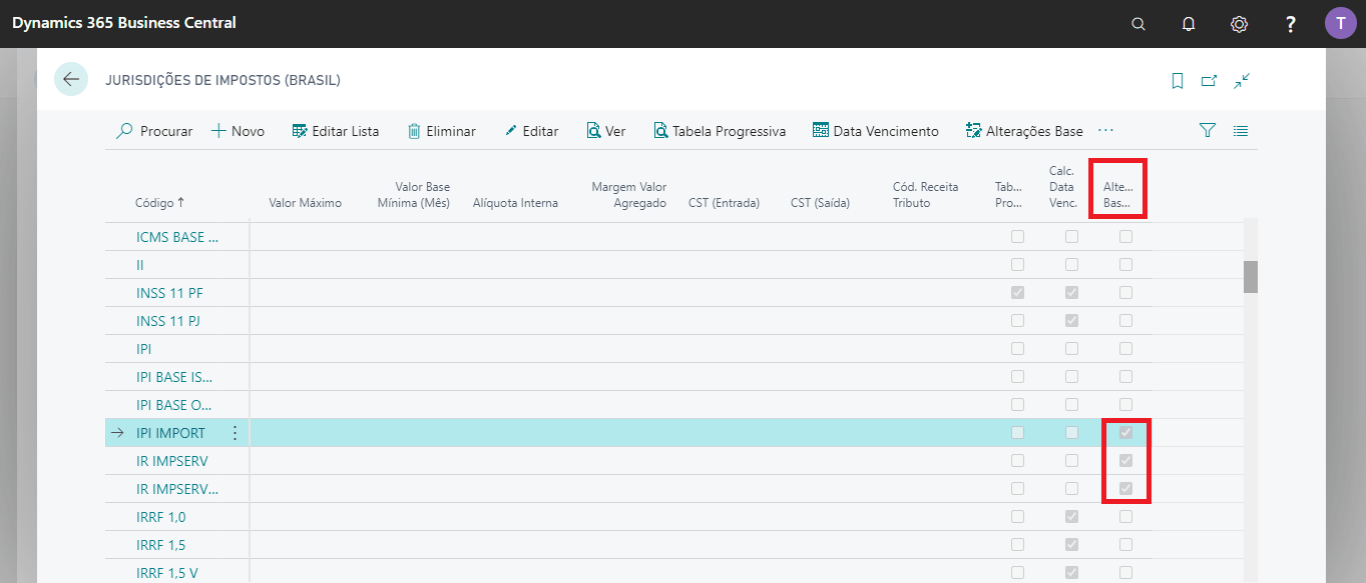 Dynamics 365 Business Central
?
T
JURISDIÇÕES DE IMPOSTOS (BRASIL)
Procurar Novo Editar Lista Eliminar Editar Ver Tabela Progressiva Data Vencimento Alterações Base ...
Código ↑
Valor Máximo
Valor Base
Mínima (Mês)
Alíquota Interna
Margem Valor
Agregado
CST (Entrada)
CST (Saída)
Cód. Receita
Tributo
Tab...
Pro...
Calc.
Data
Venc.
Alte...
Bas...
ICMS BASE ...
II
INSS 11 PF
INSS 11 PJ
IPI
IPI BASE IS...
IPI BASE O...
IPI IMPORT
IR IMPSERV
IR IMPSERV...
IRRF 1,0
IRRF 1,5
IRRF 1,5 V